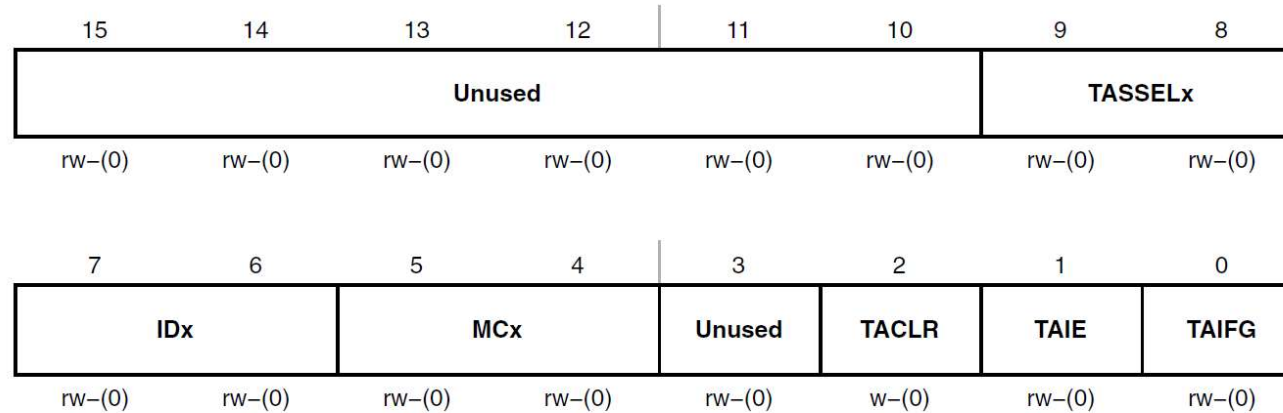 15 14 13 12 11 10 9 8
Unused TASSELx
rw−(0) rw−(0) rw−(0) rw−(0) rw−(0) rw−(0) rw−(0) rw−(0)
7 6 5 4 3 2 1 0
IDx MCx Unused TACLR TAIE TAIFG
rw−(0) rw−(0) rw−(0) rw−(0) rw−(0) w−(0) rw−(0) rw−(0)